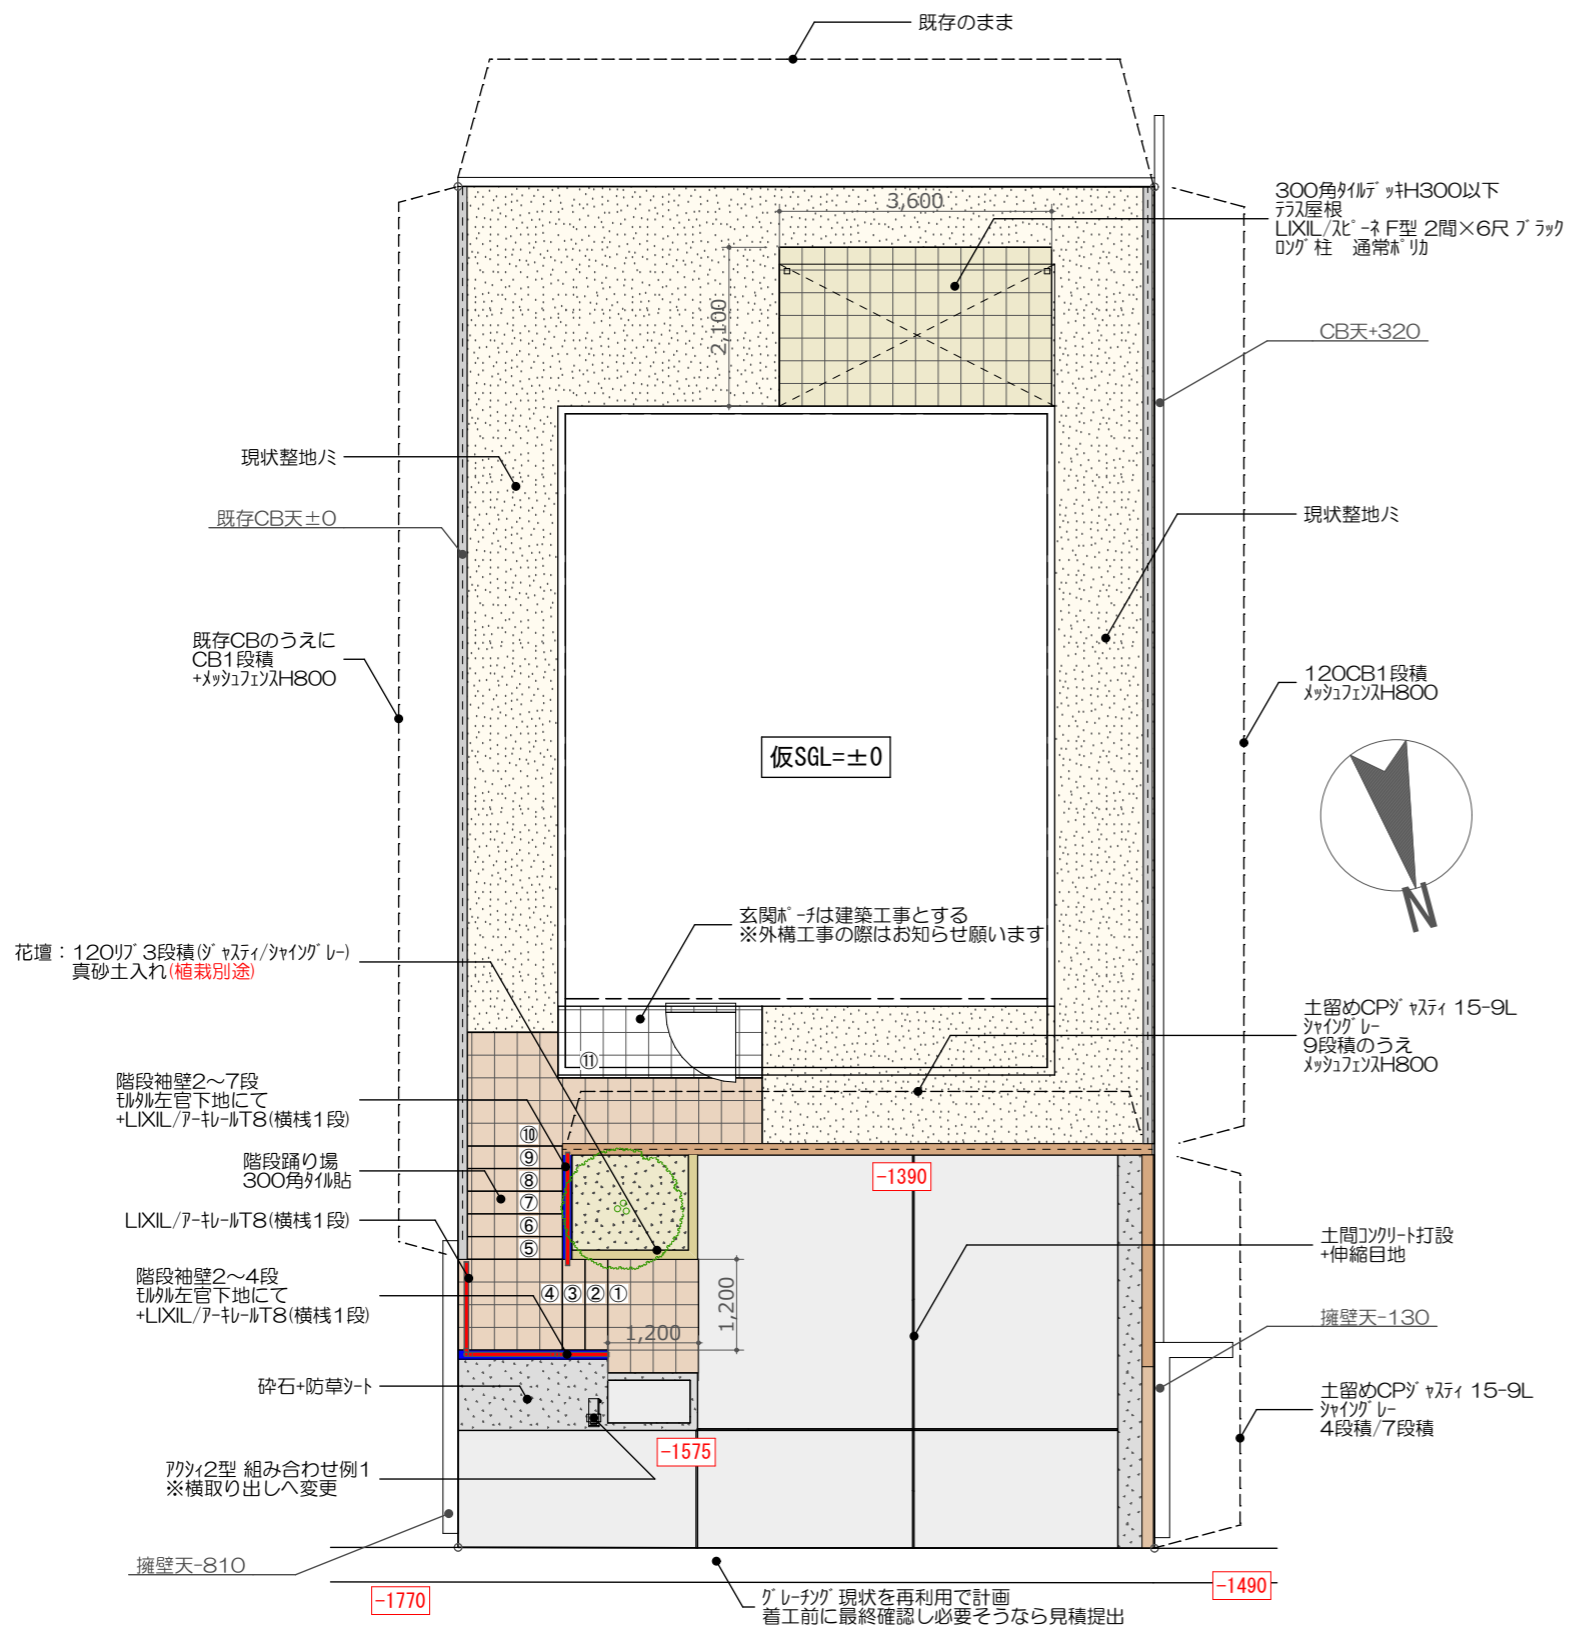 既存のまま
300角ﾀｲﾙﾃﾞｯｷH300以下
ﾃﾗｽ屋根
LIXIL/ｽﾋﾟｰﾈ F型 2間×6尺 ﾌﾞﾗｯｸ
ﾛﾝｸﾞ柱 通常ﾎﾟﾘｶ
3,600
2,100
CB天+320
現状整地ﾉﾐ
既存CB天±0
現状整地ﾉﾐ
既存CBのうえに
CB1段積
+ﾒｯｼｭﾌｪﾝｽH800
120CB1段積
ﾒｯｼｭﾌｪﾝｽH800
仮SGL=±0
N
玄関ﾎﾟｰﾁは建築工事とする
※外構工事の際はお知らせ願います
花壇：120ﾘﾌﾞ3段積(ｼﾞｬｽﾃｨ/ｼｬｲﾝｸﾞﾚｰ)
真砂土入れ(植栽別途)
土留めCPｼﾞｬｽﾃｨ 15-9L
ｼｬｲﾝｸﾞﾚｰ
9段積のうえ
ﾒｯｼｭﾌｪﾝｽH800
⑪
階段袖壁2～7段
ﾓﾙﾀﾙ左官下地にて
+LIXIL/ｱｰｷﾚｰﾙT8(横桟1段)
⑩
⑨
⑧
⑦
⑥
⑤
階段踊り場
300角ﾀｲﾙ貼
-1390
LIXIL/ｱｰｷﾚｰﾙT8(横桟1段)
土間ｺﾝｸﾘｰﾄ打設
+伸縮目地
階段袖壁2～4段
ﾓﾙﾀﾙ左官下地にて
+LIXIL/ｱｰｷﾚｰﾙT8(横桟1段)
④③②①
1,200
1,200
擁壁天-130
砕石+防草ｼｰﾄ
土留めCPｼﾞｬｽﾃｨ 15-9L
ｼｬｲﾝｸﾞﾚｰ
4段積/7段積
-1575
ｱｸｼｨ2型 組み合わせ例1
※横取り出しへ変更
擁壁天-810
-1770
-1490
ｸﾞﾚｰﾁﾝｸﾞ現状を再利用で計画
着工前に最終確認し必要そうなら見積提出